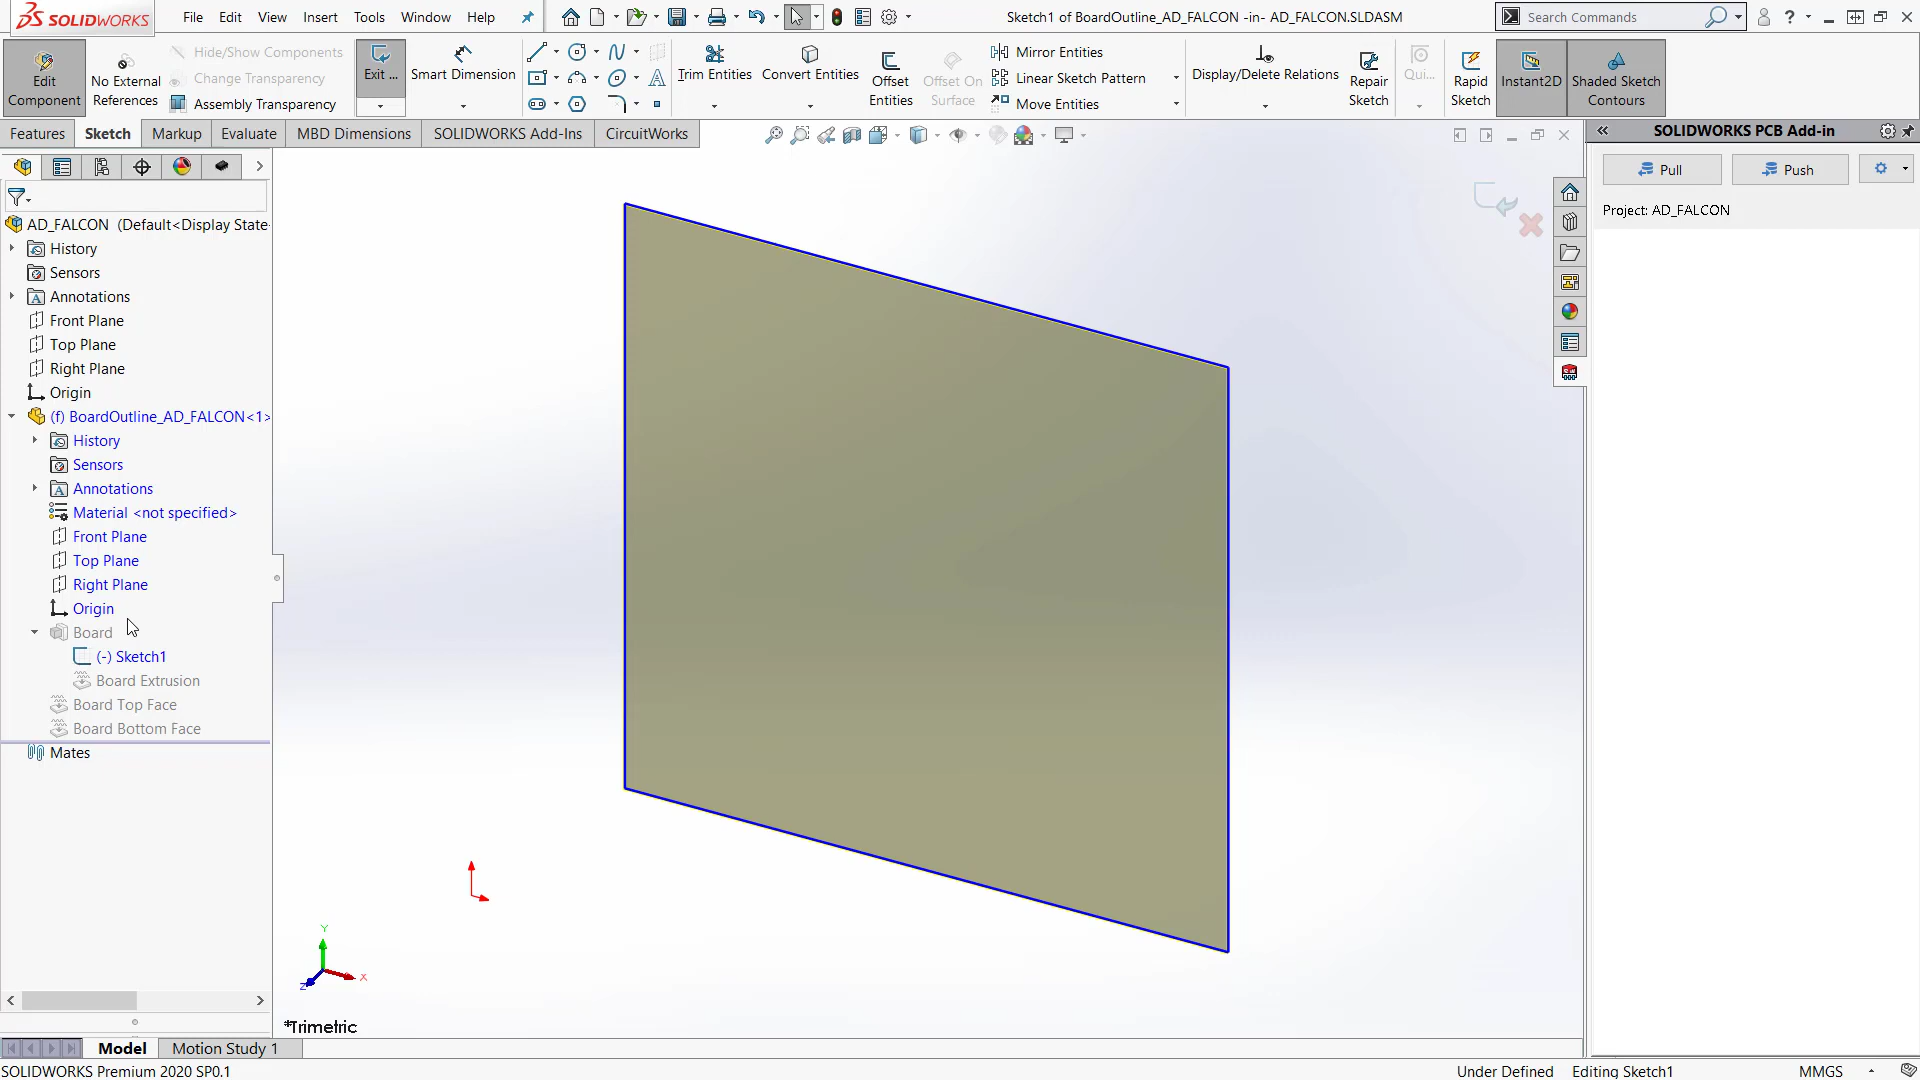 SOLIDWORKS
File Edit View Insert Tools Window Help
Sketch1 of BoardOutline_AD_FALCON -in- AD_FALCON.SLDASM
Search Commands
Edit Component
No External References
Hide/Show Components
Change Transparency
Assembly Transparency
Exit ...
Smart Dimension
Trim Entities
Convert Entities
Offset Entities
Offset On Surface
Mirror Entities
Linear Sketch Pattern
Move Entities
Display/Delete Relations
Repair Sketch
Qui...
Rapid Sketch
Instant2D
Shaded Sketch Contours
Features Sketch Markup Evaluate MBD Dimensions SOLIDWORKS Add-Ins CircuitWorks
SOLIDWORKS PCB Add-in
Pull Push
Project: AD_FALCON
AD_FALCON (Default<Display State
History
Sensors
Annotations
Front Plane
Top Plane
Right Plane
Origin
(f) BoardOutline_AD_FALCON<1>
History
Sensors
Annotations
Material <not specified>
Front Plane
Top Plane
Right Plane
Origin
Board
(-) Sketch1
Board Extrusion
Board Top Face
Board Bottom Face
Mates
Y
X
Z
*Trimetric
Model Motion Study 1
SOLIDWORKS Premium 2020 SP0.1
Under Defined Editing Sketch1 MMGS